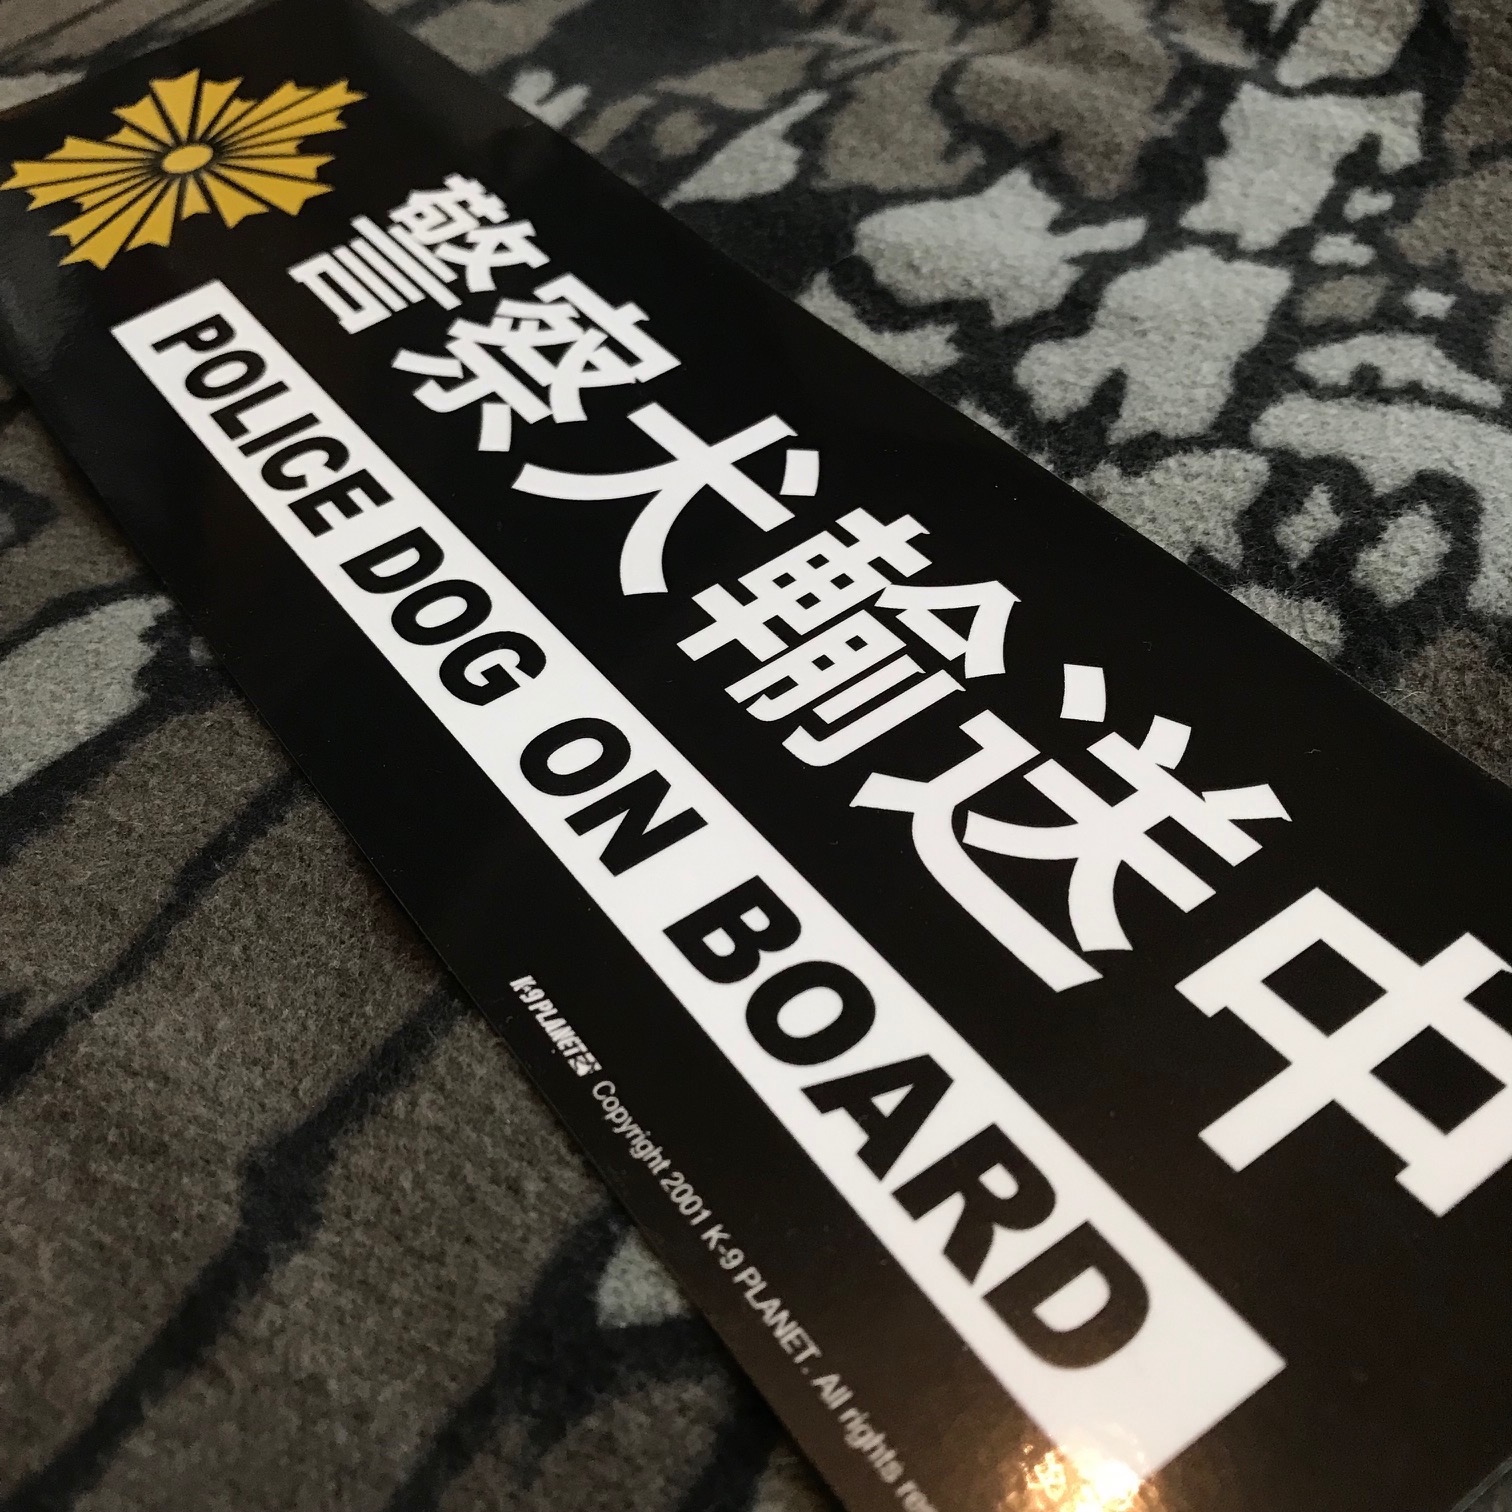 警察犬輸送中
POLICE DOG ON BOARD
K-9 PLANET Copyright 2001 K-9 PLANET. All rights